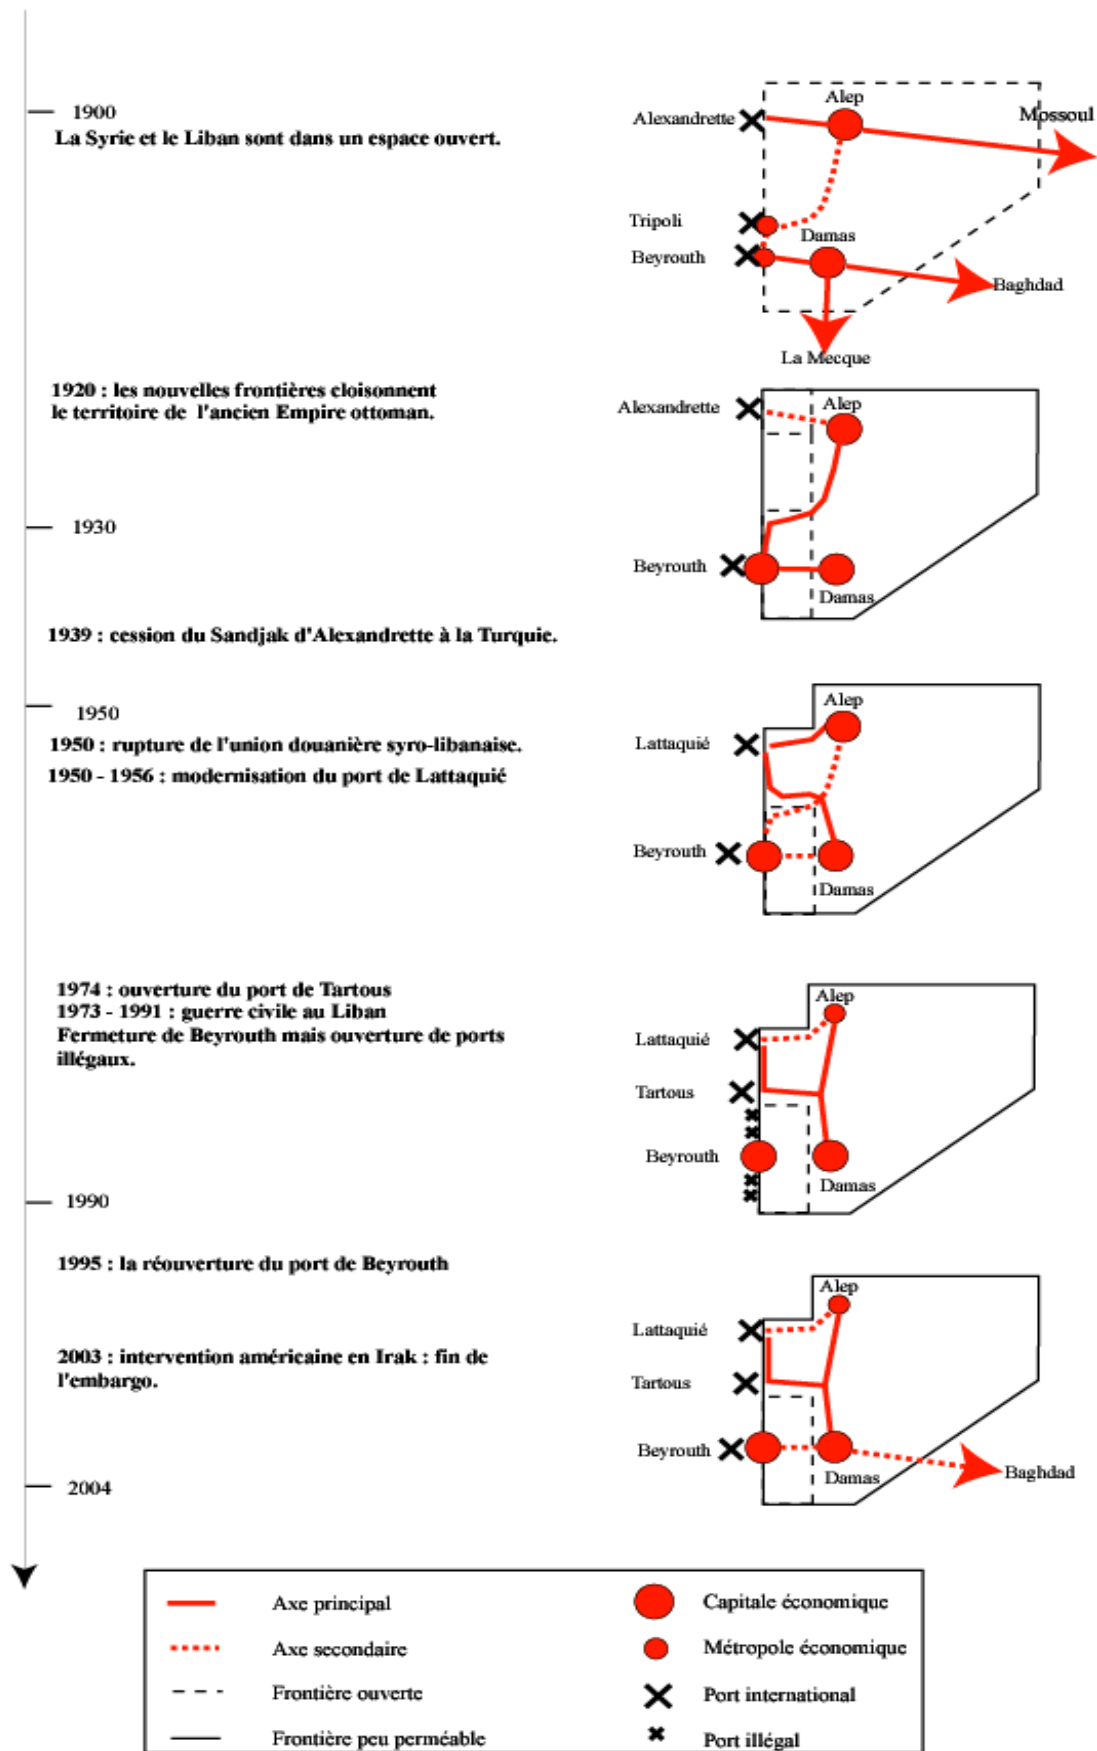 1900
La Syrie et le Liban sont dans un espace ouvert.
Alep
Alexandrette
Mossoul
Tripoli
Damas
Beyrouth
Baghdad
La Mecque
1920 : les nouvelles frontières cloisonnent
le territoire de l'ancien Empire ottoman.
Alexandrette
Alep
1930
Beyrouth
Damas
1939 : cession du Sandjak d'Alexandrette à la Turquie.
1950
1950 : rupture de l'union douanière syro-libanaise.
1950 - 1956 : modernisation du port de Lattaquié
Alep
Lattaquié
Beyrouth
Damas
1974 : ouverture du port de Tartous
1973 - 1991 : guerre civile au Liban
Fermeture de Beyrouth mais ouverture de ports
illégaux.
Alep
Lattaquié
Tartous
Beyrouth
Damas
1990
1995 : la réouverture du port de Beyrouth
2003 : intervention américaine en Irak : fin de
l'embargo.
Alep
Lattaquié
Tartous
Beyrouth
Damas
Baghdad
2004
Axe principal
Axe secondaire
Frontière ouverte
Frontière peu perméable
Capitale économique
Métropole économique
Port international
Port illégal